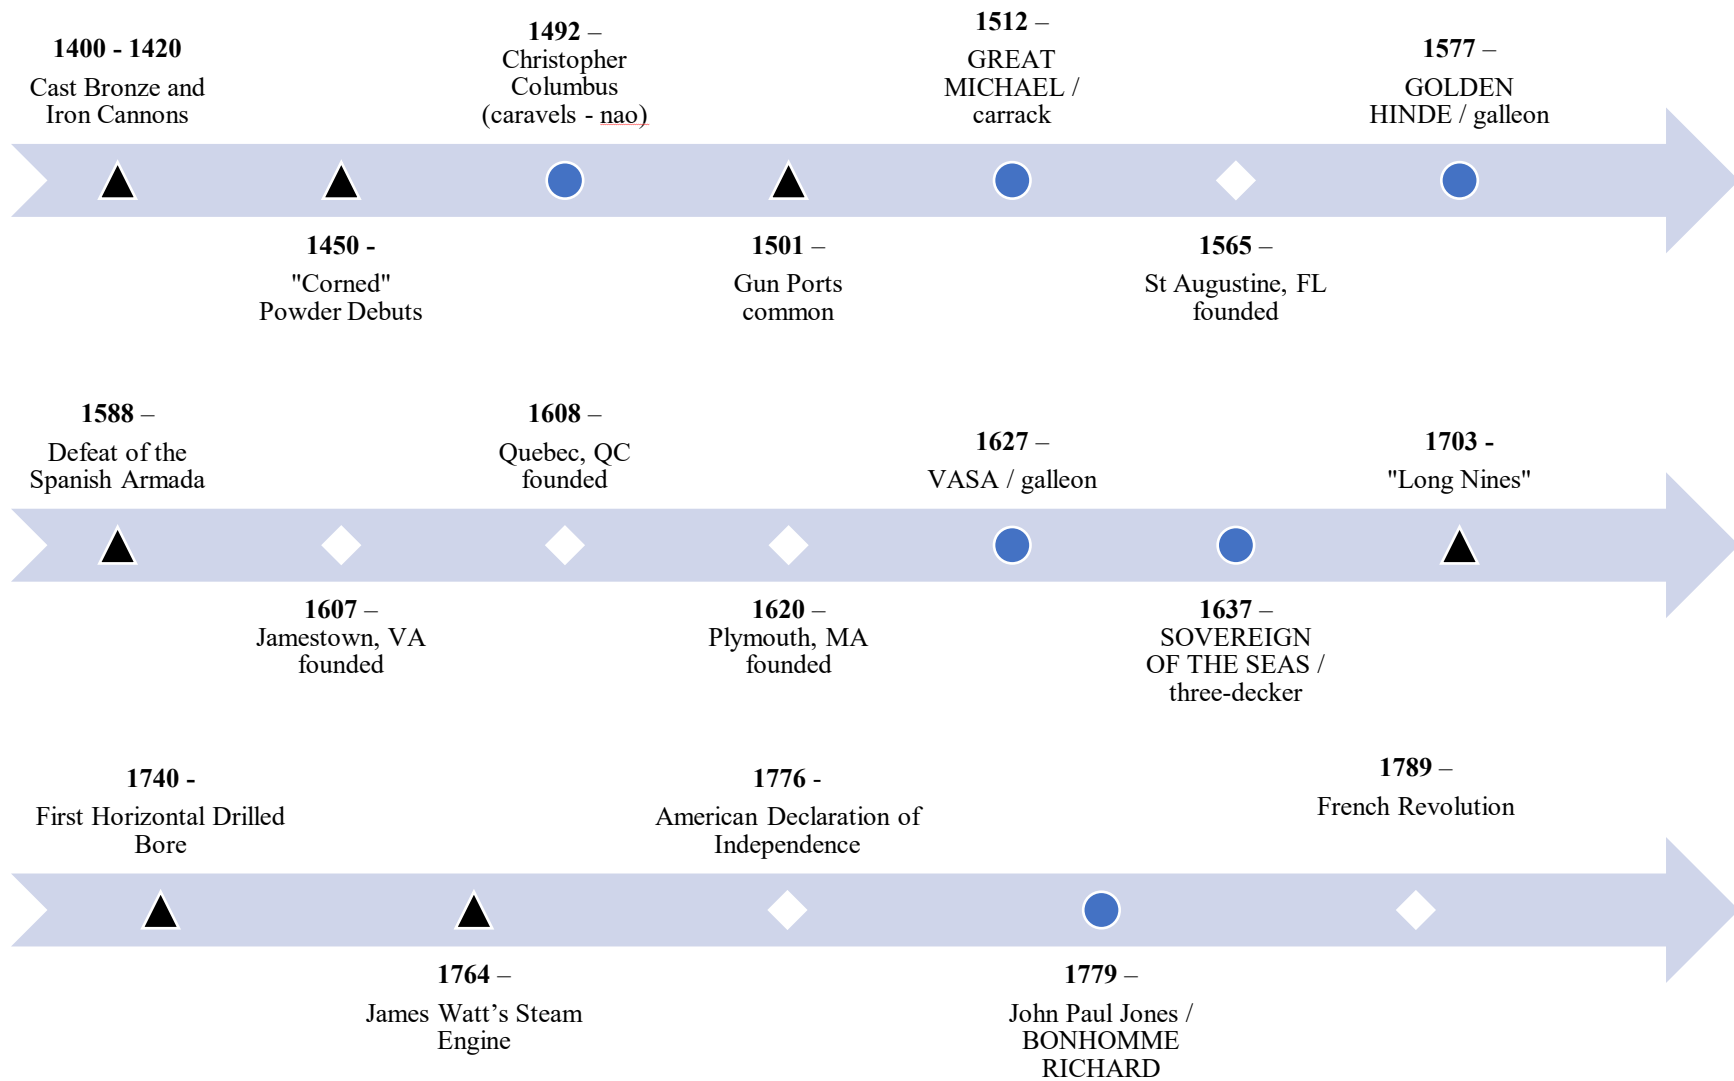 1400 - 1420
Cast Bronze and
Iron Cannons
1450 -
"Corned"
Powder Debuts
1492 –
Christopher
Columbus
(caravels - nao)
1501 –
Gun Ports
common
1512 –
GREAT
MICHAEL /
carrack
1565 –
St Augustine, FL
founded
1577 –
GOLDEN
HINDE / galleon
1588 –
Defeat of the
Spanish Armada
1607 –
Jamestown, VA
founded
1608 –
Quebec, QC
founded
1620 –
Plymouth, MA
founded
1627 –
VASA / galleon
1637 –
SOVEREIGN
OF THE SEAS /
three-decker
1703 -
"Long Nines"
1740 -
First Horizontal Drilled
Bore
1764 –
James Watt’s Steam
Engine
1776 -
American Declaration of
Independence
1779 –
John Paul Jones /
BONHOMME
RICHARD
1789 –
French Revolution